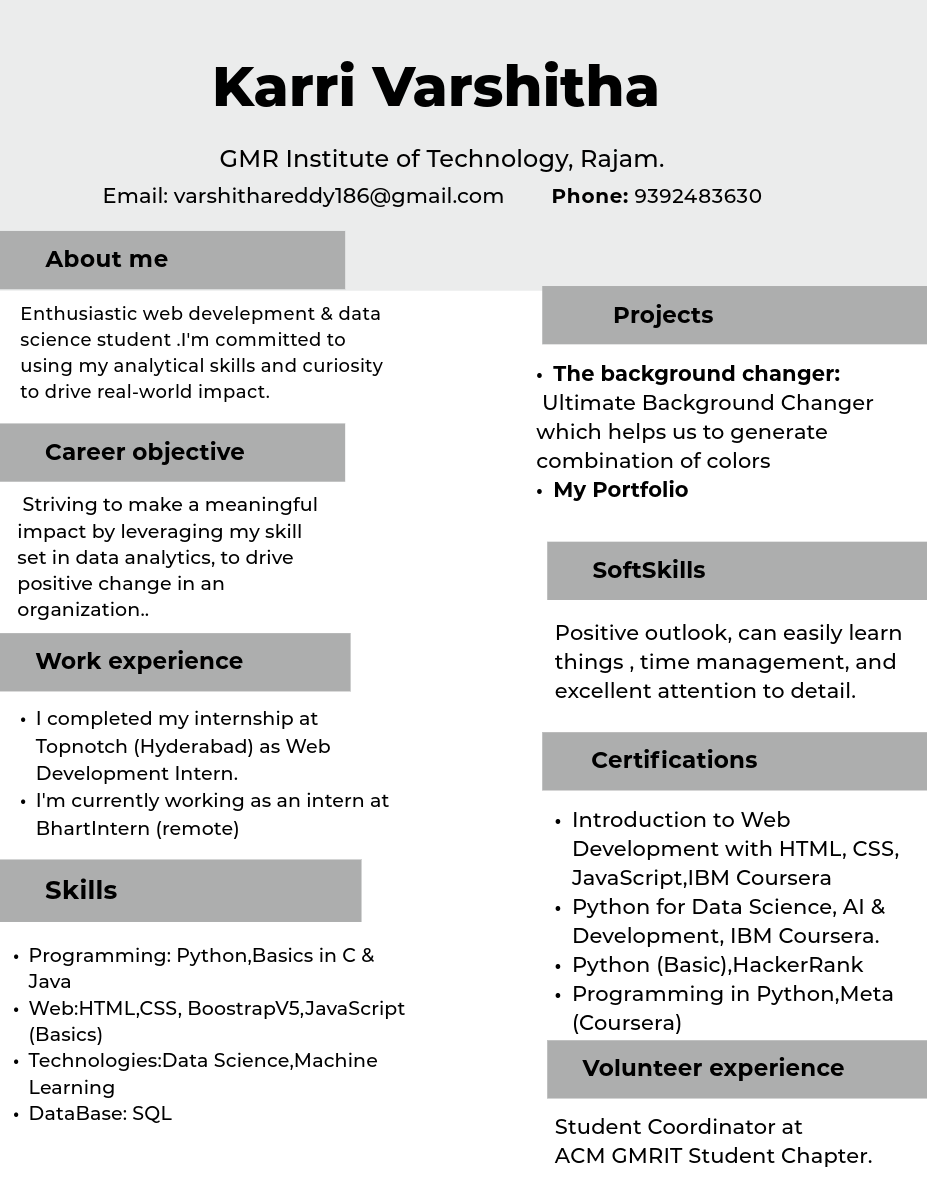 Karri Varshitha
GMR Institute of Technology, Rajam.
Email: varshithareddy186@gmail.com Phone: 9392483630
About me
Enthusiastic web develepment & data
science student .I'm committed to
using my analytical skills and curiosity
to drive real-world impact.
Career objective
Striving to make a meaningful
impact by leveraging my skill
set in data analytics, to drive
positive change in an
organization..
Work experience
• I completed my internship at
Topnotch (Hyderabad) as Web
Development Intern.
• I'm currently working as an intern at
BhartIntern (remote)
Skills
• Programming: Python,Basics in C &
Java
• Web:HTML,CSS, BoostrapV5,JavaScript
(Basics)
• Technologies:Data Science,Machine
Learning
• DataBase: SQL
Projects
• The background changer:
Ultimate Background Changer
which helps us to generate
combination of colors
• My Portfolio
SoftSkills
Positive outlook, can easily learn
things , time management, and
excellent attention to detail.
Certifications
• Introduction to Web
Development with HTML, CSS,
JavaScript,IBM Coursera
• Python for Data Science, AI &
Development, IBM Coursera.
• Python (Basic),HackerRank
• Programming in Python,Meta
(Coursera)
Volunteer experience
Student Coordinator at
ACM GMRIT Student Chapter.